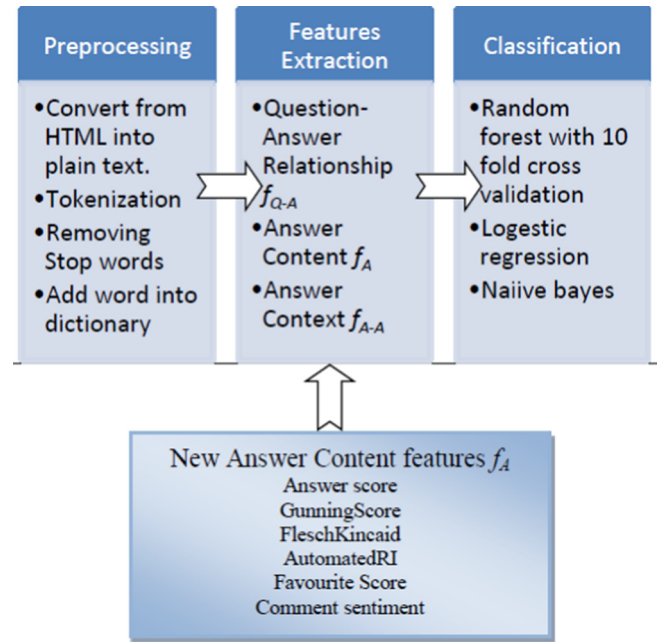 Preprocessing
•Convert from
HTML into
plain text.
•Tokenization
•Removing
Stop words
•Add word into
dictionary
Features
Extraction
•Question-
Answer
Relationship
fQ-A
•Answer
Content fA
•Answer
Context fA-A
Classification
•Random
forest with 10
fold cross
validation
•Logestic
regression
•Naiive bayes
New Answer Content features fA
Answer score
GunningScore
FleschKincaid
AutomatedRI
Favourite Score
Comment sentiment